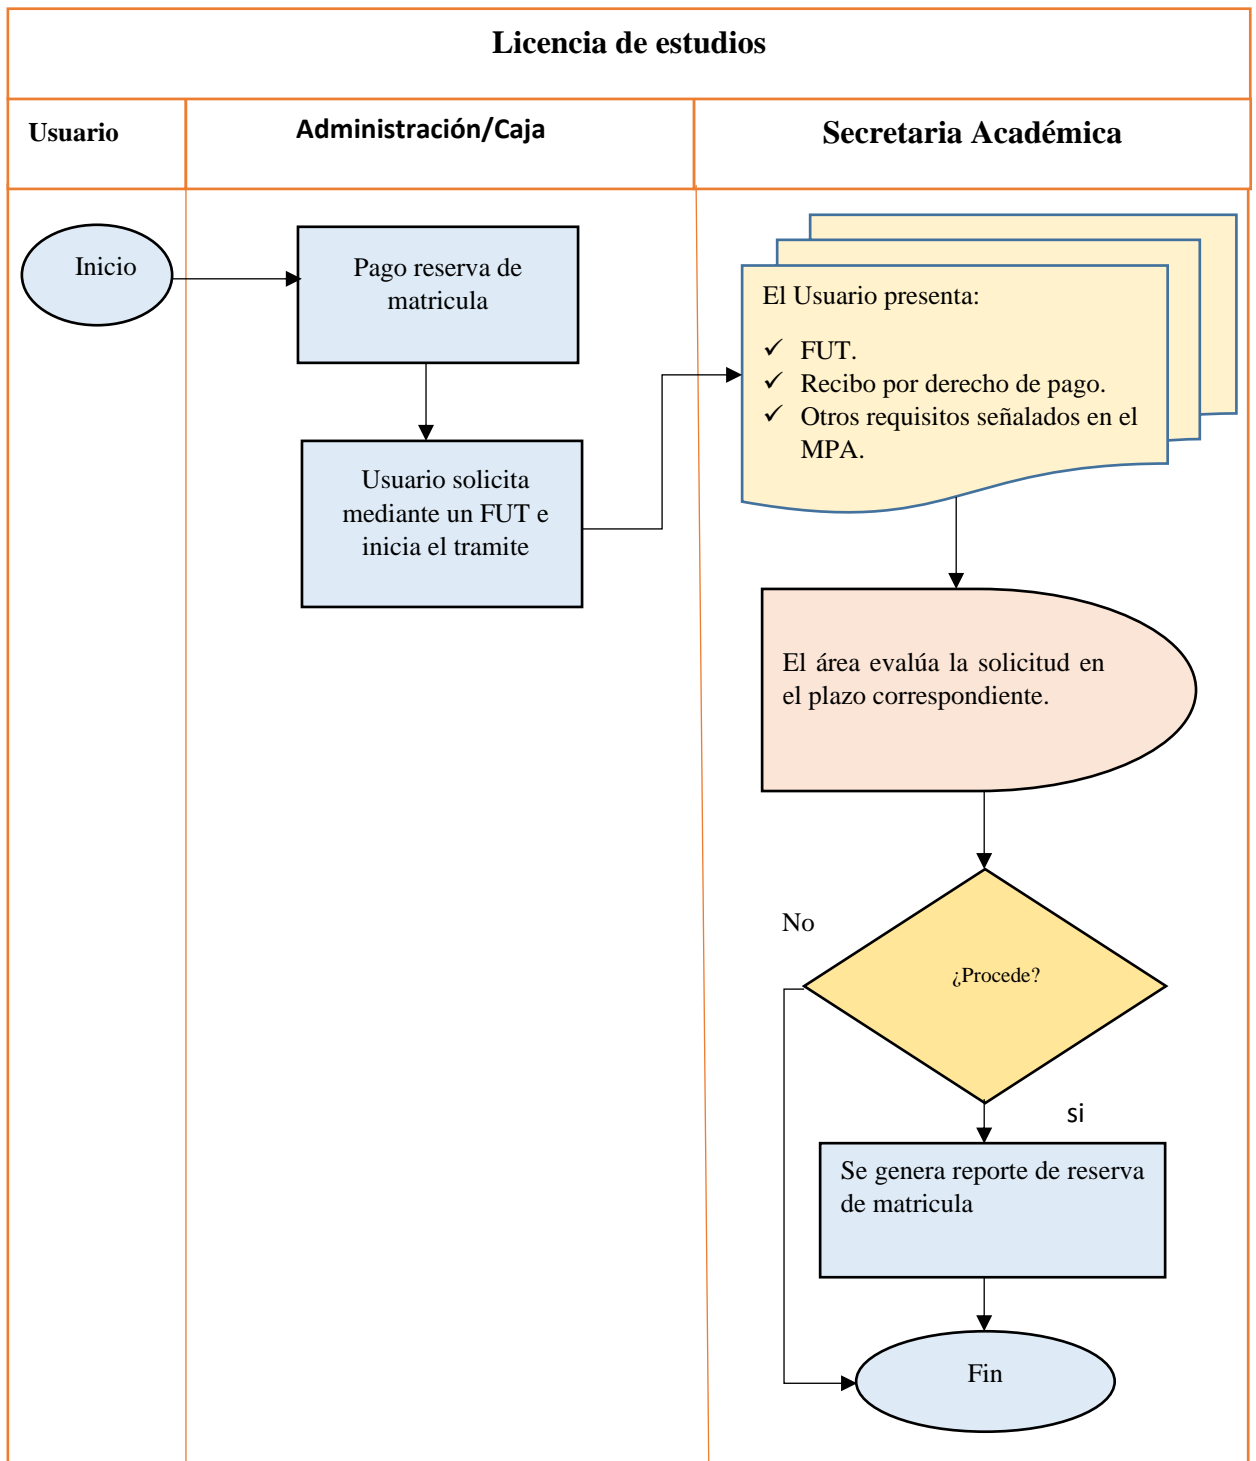 Licencia de estudios
Usuario
Administración/Caja
Secretaria Académica
Inicio
Pago reserva de
matricula
Usuario solicita
mediante un FUT e
inicia el tramite
El Usuario presenta:
✓ FUT.
✓ Recibo por derecho de pago.
✓ Otros requisitos señalados en el
MPA.
El área evalúa la solicitud en
el plazo correspondiente.
No
¿Procede?
si
Se genera reporte de reserva
de matricula
Fin